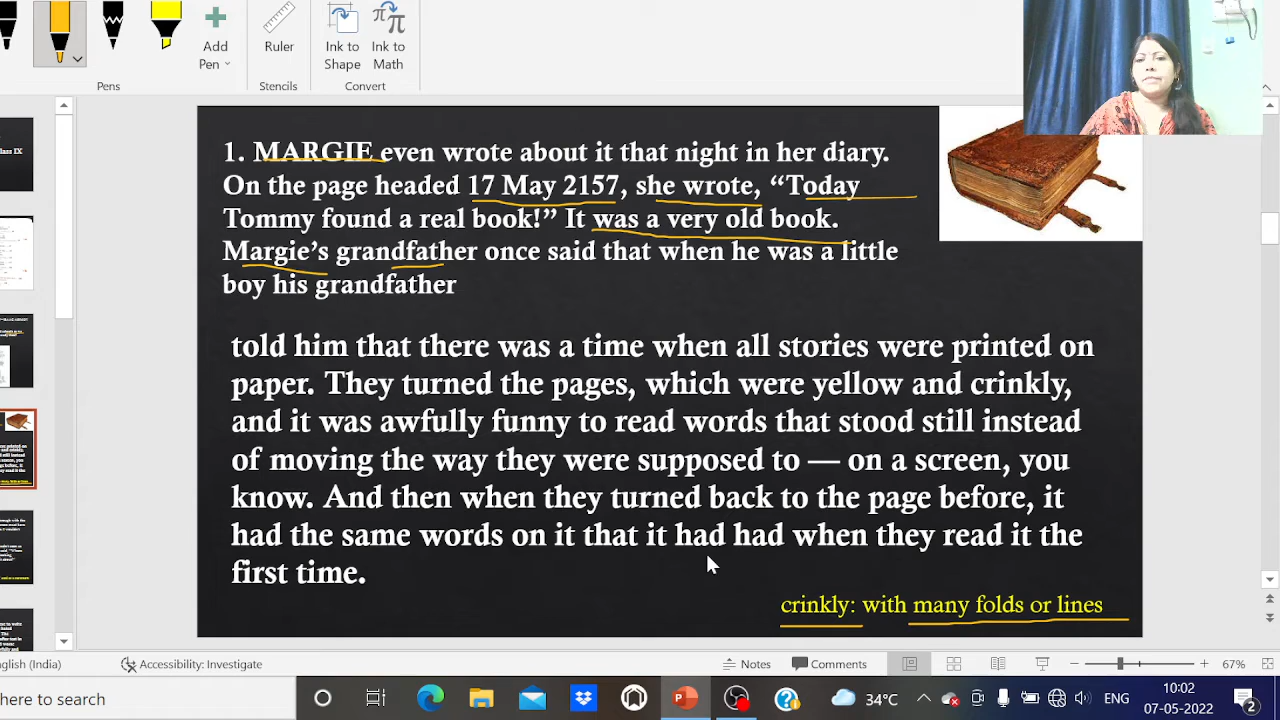 Add
Pen
Ruler
Ink to
Shape
Ink to
Math
Pens
Stencils
Convert
lass IX
1. MARGIE even wrote about it that night in her diary.
On the page headed 17 May 2157, she wrote, “Today
Tommy found a real book!” It was a very old book.
Margie’s grandfather once said that when he was a little
boy his grandfather
told him that there was a time when all stories were printed on
paper. They turned the pages, which were yellow and crinkly,
and it was awfully funny to read words that stood still instead
of moving the way they were supposed to — on a screen, you
know. And then when they turned back to the page before, it
had the same words on it that it had had when they read it the
first time.
crinkly: with many folds or lines
nglish (India)
Accessibility: Investigate
Notes
Comments
67%
here to search
34°C
ENG
10:02
07-05-2022
2